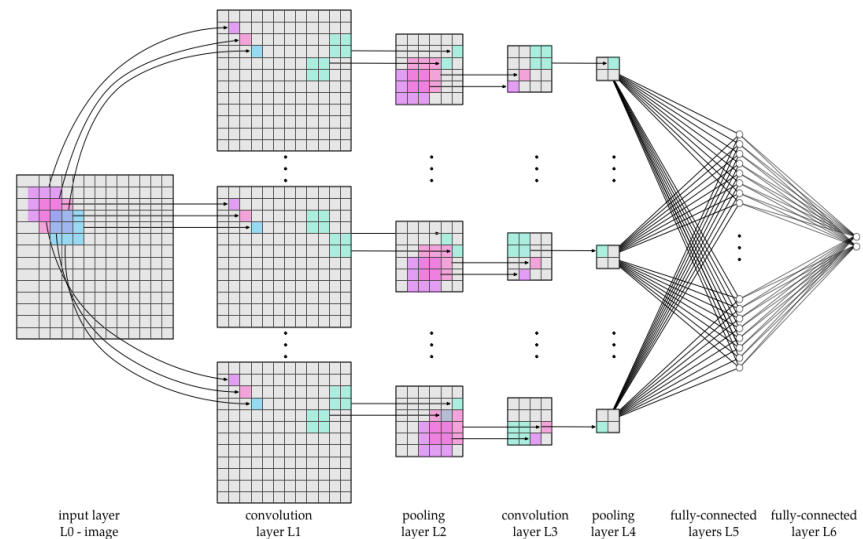 input layer
L0 - image
convolution
layer L1
pooling
layer L2
convolution
layer L3
pooling
layer L4
fully-connected
layers L5
fully-connected
layer L6